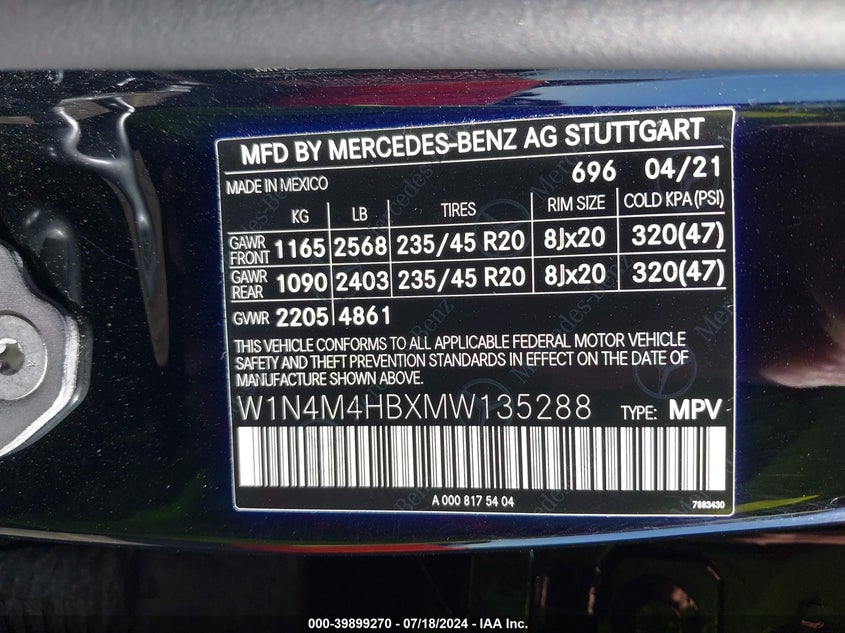 MFD BY MERCEDES-BENZ AG STUTTGART
MADE IN MEXICO 696 04/21
KG LB TIRES RIM SIZE COLD KPA (PSI)
GAWR FRONT 1165 2568 235/45 R20 8Jx20 320(47)
GAWR REAR 1090 2403 235/45 R20 8Jx20 320(47)
GVWR 2205 4861
THIS VEHICLE CONFORMS TO ALL APPLICABLE FEDERAL MOTOR VEHICLE
SAFETY AND THEFT PREVENTION STANDARDS IN EFFECT ON THE DATE OF
MANUFACTURE SHOWN ABOVE.
W1N4M4HBXMW135288 TYPE: MPV
A 000 817 54 04
7883430
000-39899270 - 07/18/2024 - IAA Inc.